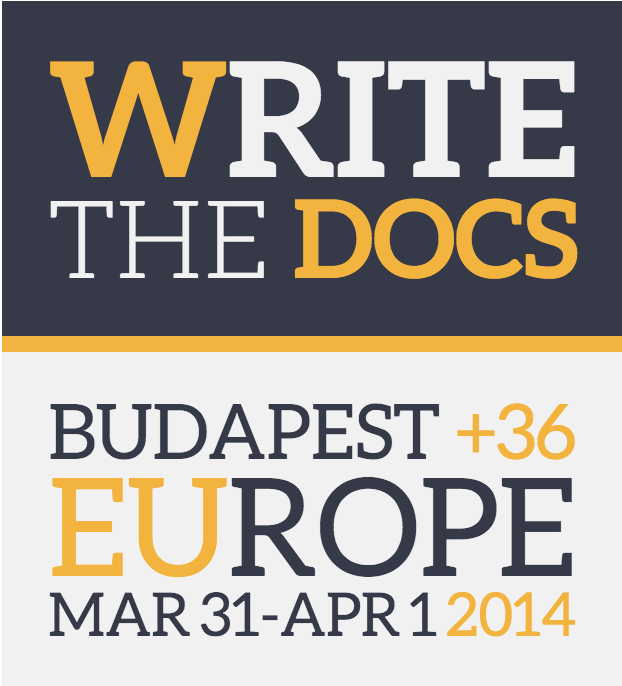 WRITE
THE DOCS
BUDAPEST +36
EUROPE
MAR 31-APR 1 2014